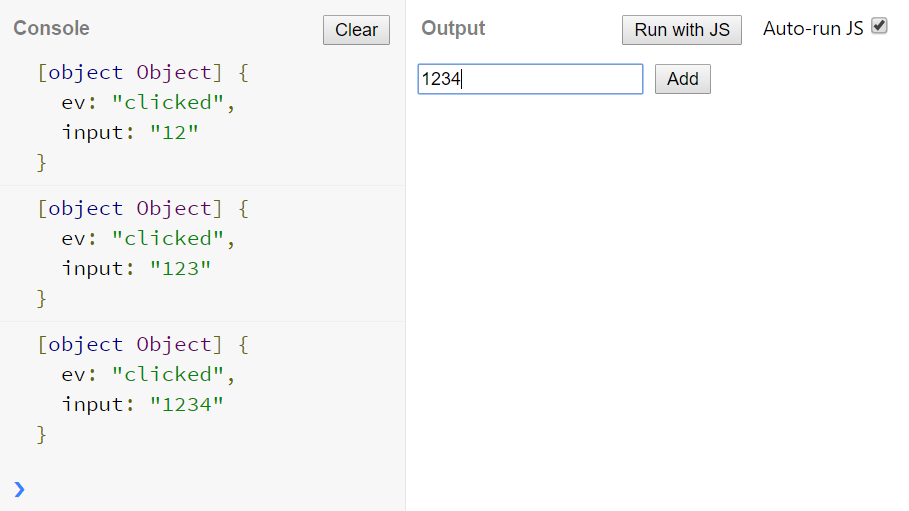 Console
Clear
[object Object] {
  ev: "clicked",
  input: "12"
}
[object Object] {
  ev: "clicked",
  input: "123"
}
[object Object] {
  ev: "clicked",
  input: "1234"
}
❯
Output
Run with JS
Auto-run JS
1234
Add